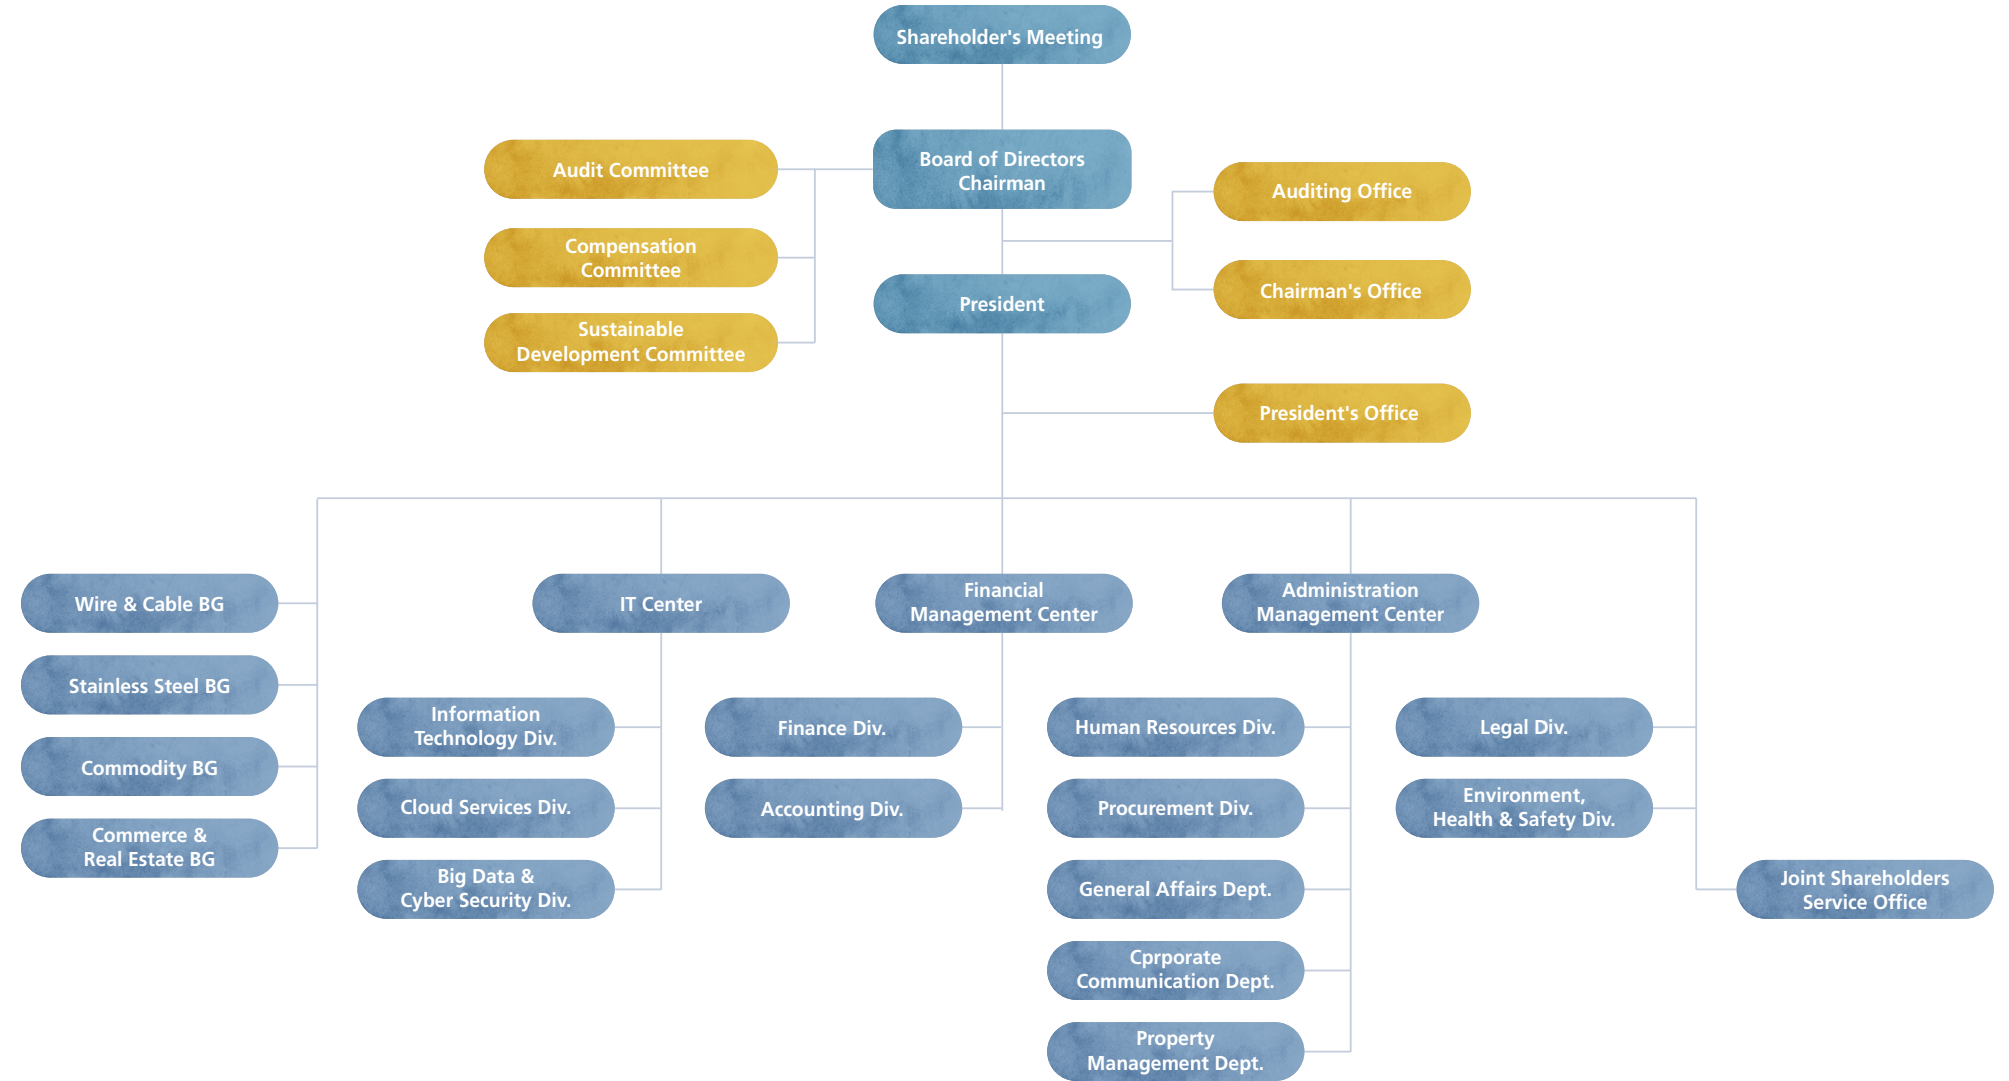 Shareholder's Meeting
Board of Directors
Chairman
Audit Committee
Compensation
Committee
Sustainable
Development Committee
Auditing Office
Chairman's Office
President
President's Office
Wire & Cable BG
Stainless Steel BG
Commodity BG
Commerce &
Real Estate BG
IT Center
Information
Technology Div.
Cloud Services Div.
Big Data &
Cyber Security Div.
Financial
Management Center
Finance Div.
Accounting Div.
Administration
Management Center
Human Resources Div.
Procurement Div.
General Affairs Dept.
Cprporate
Communication Dept.
Property
Management Dept.
Legal Div.
Environment,
Health & Safety Div.
Joint Shareholders
Service Office